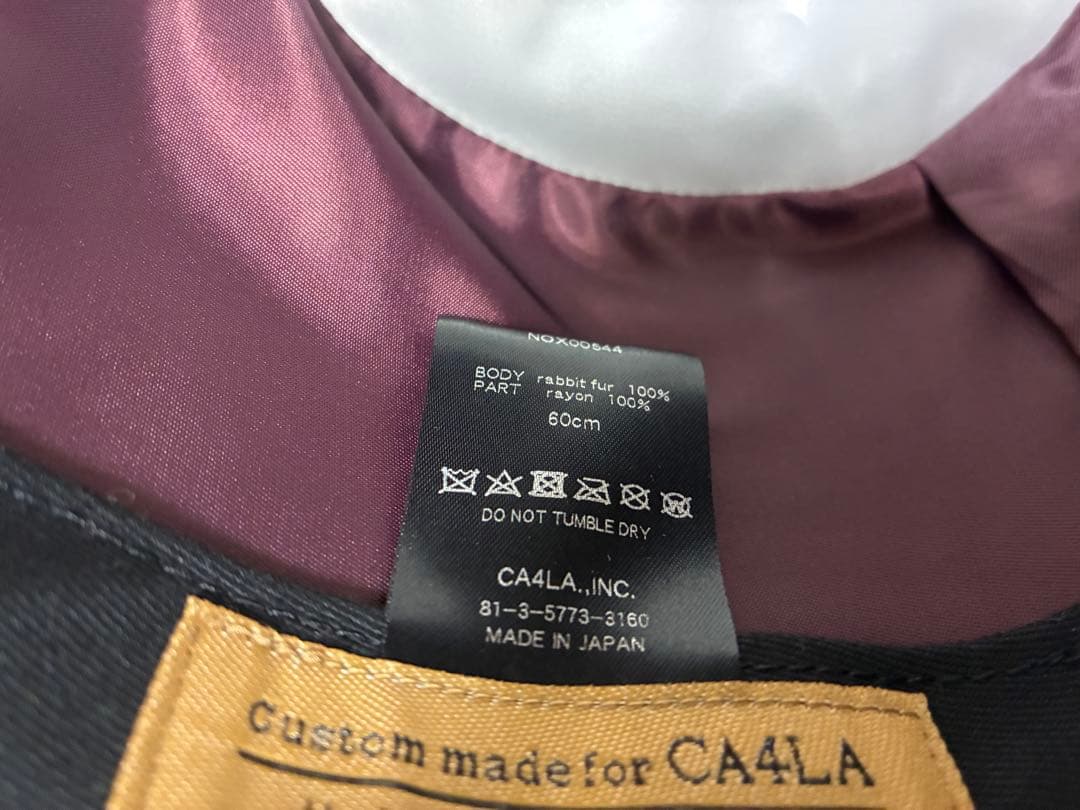 NOX00544
BODY rabbit fur 100%
PART rayon 100%
60cm
DO NOT TUMBLE DRY
CA4LA.,INC.
81-3-5773-3160
MADE IN JAPAN
Custom made for CA4LA